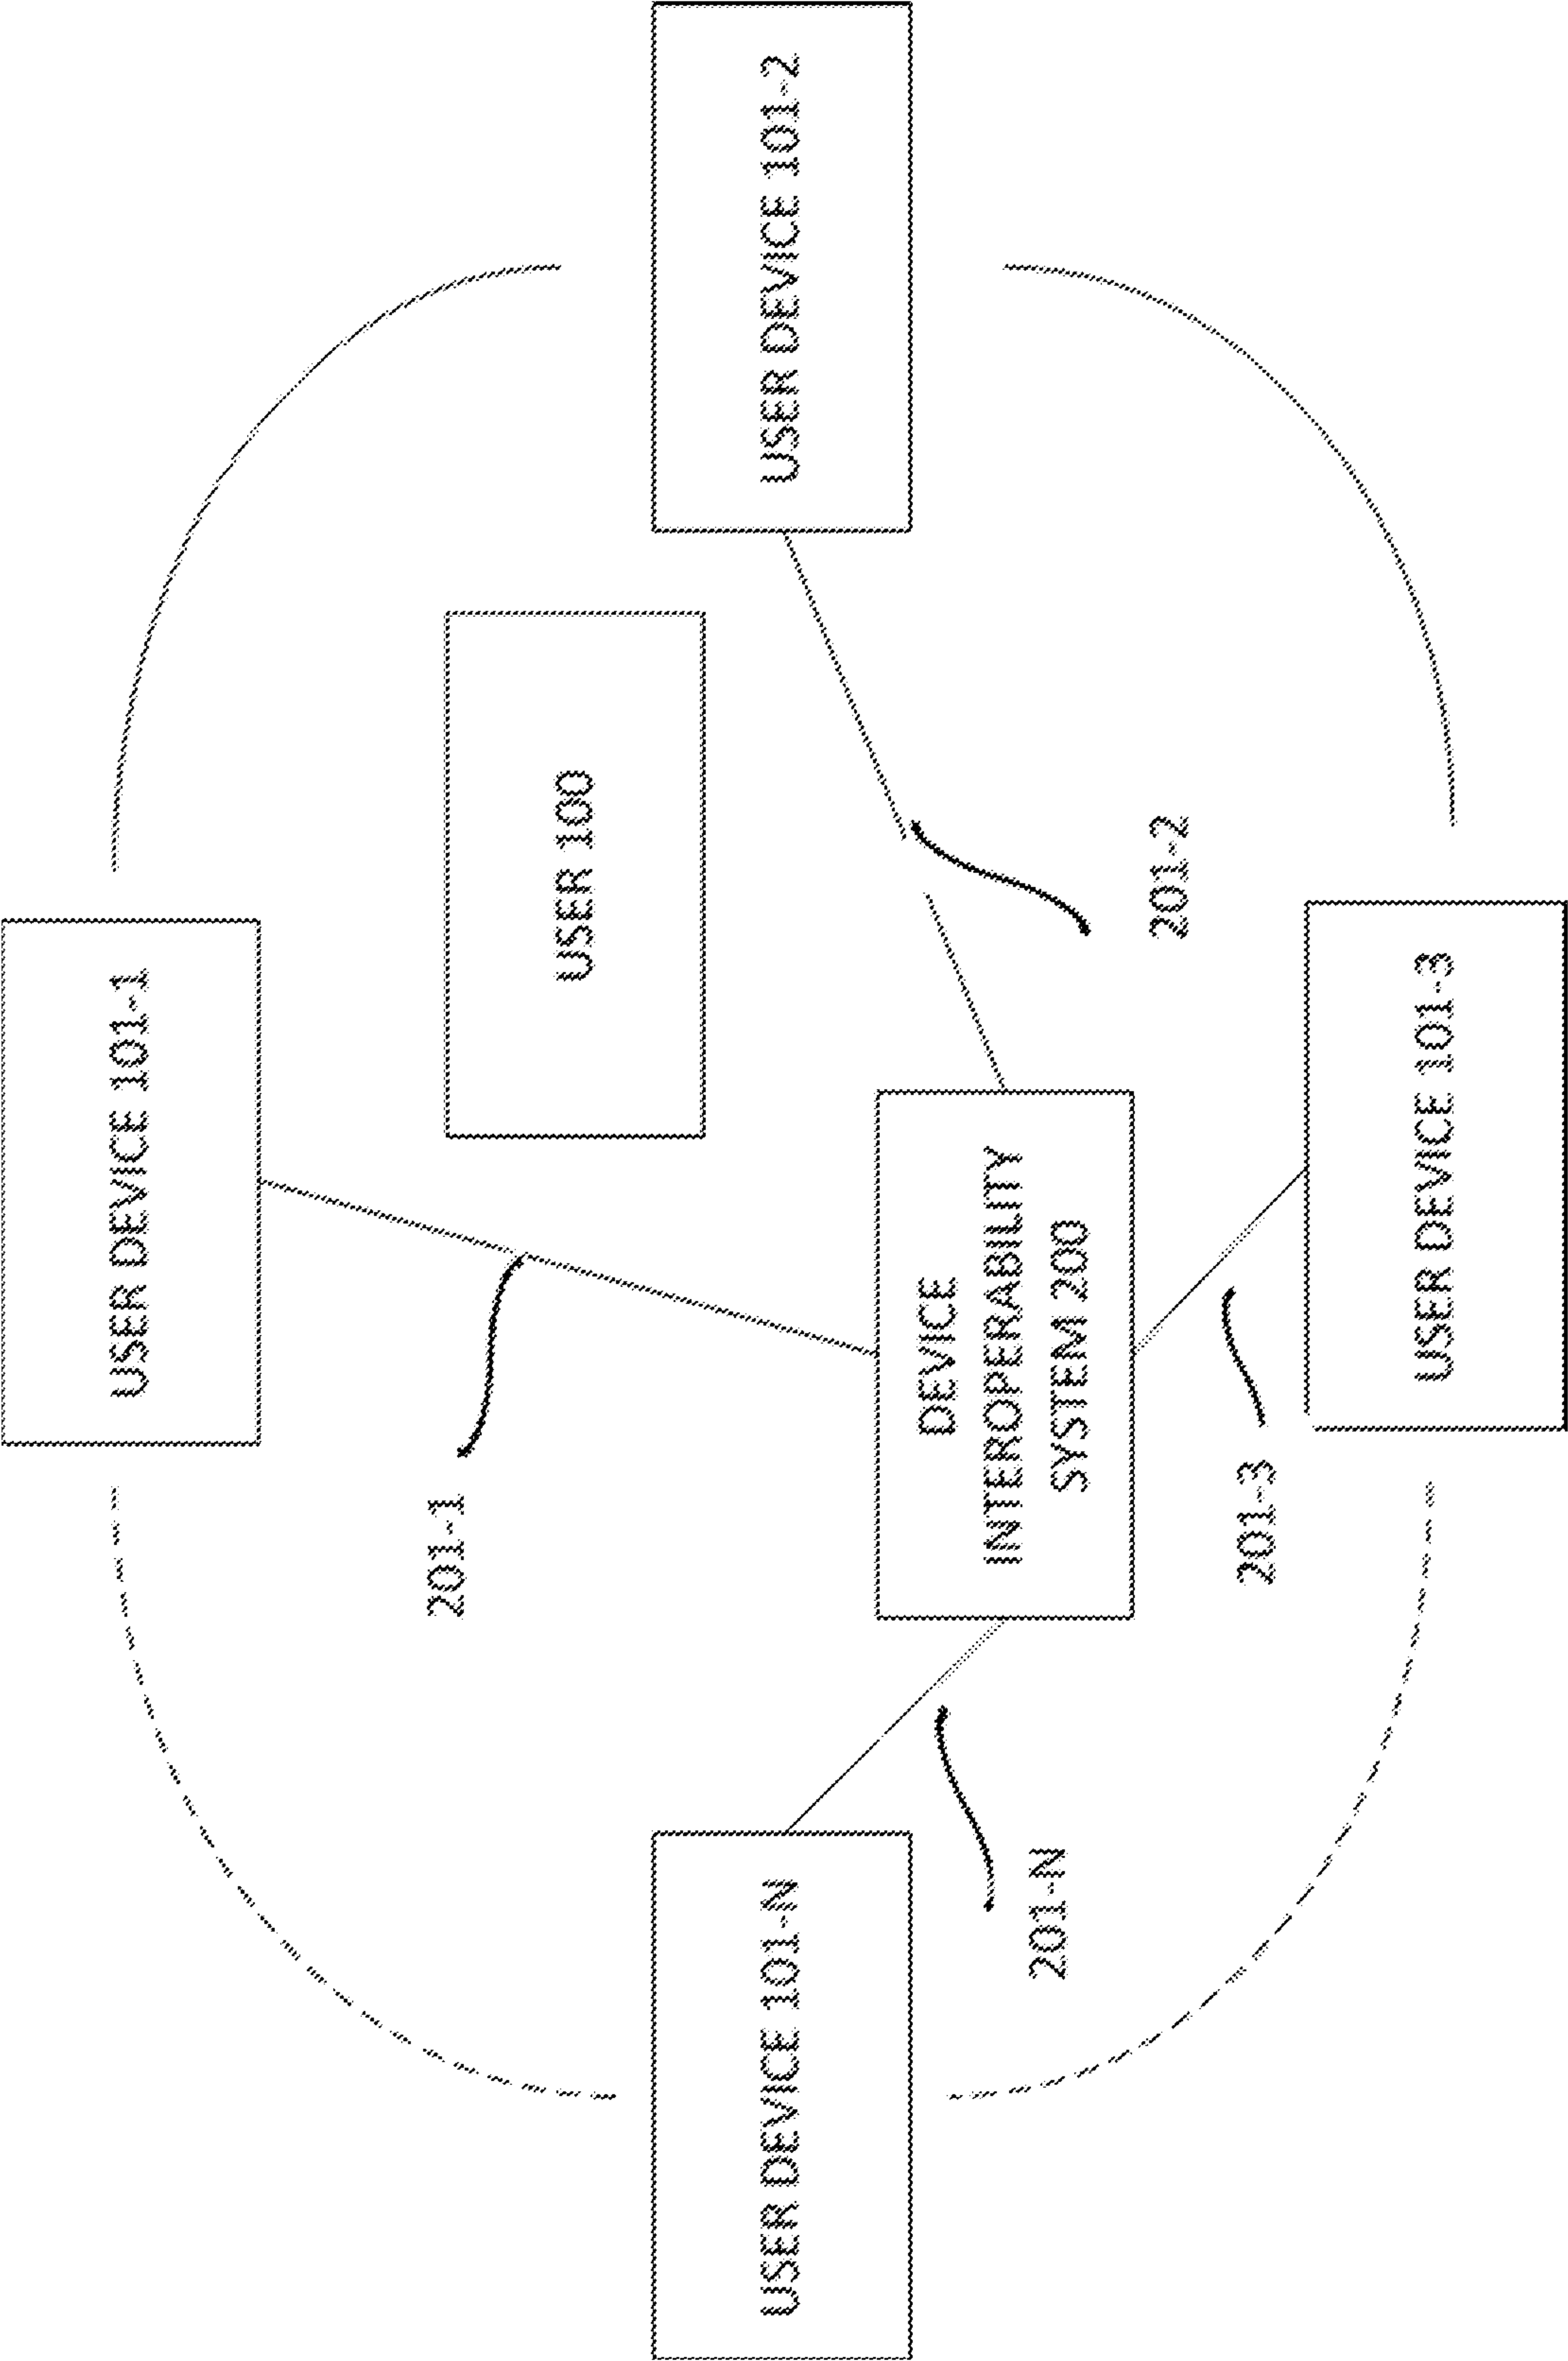 USER DEVICE 101-1
USER 100
201-1
USER DEVICE 101-N
USER DEVICE 101-2
DEVICE
INTEROPERABILITY
SYSTEM 200
201-N
201-2
201-3
USER DEVICE 101-3